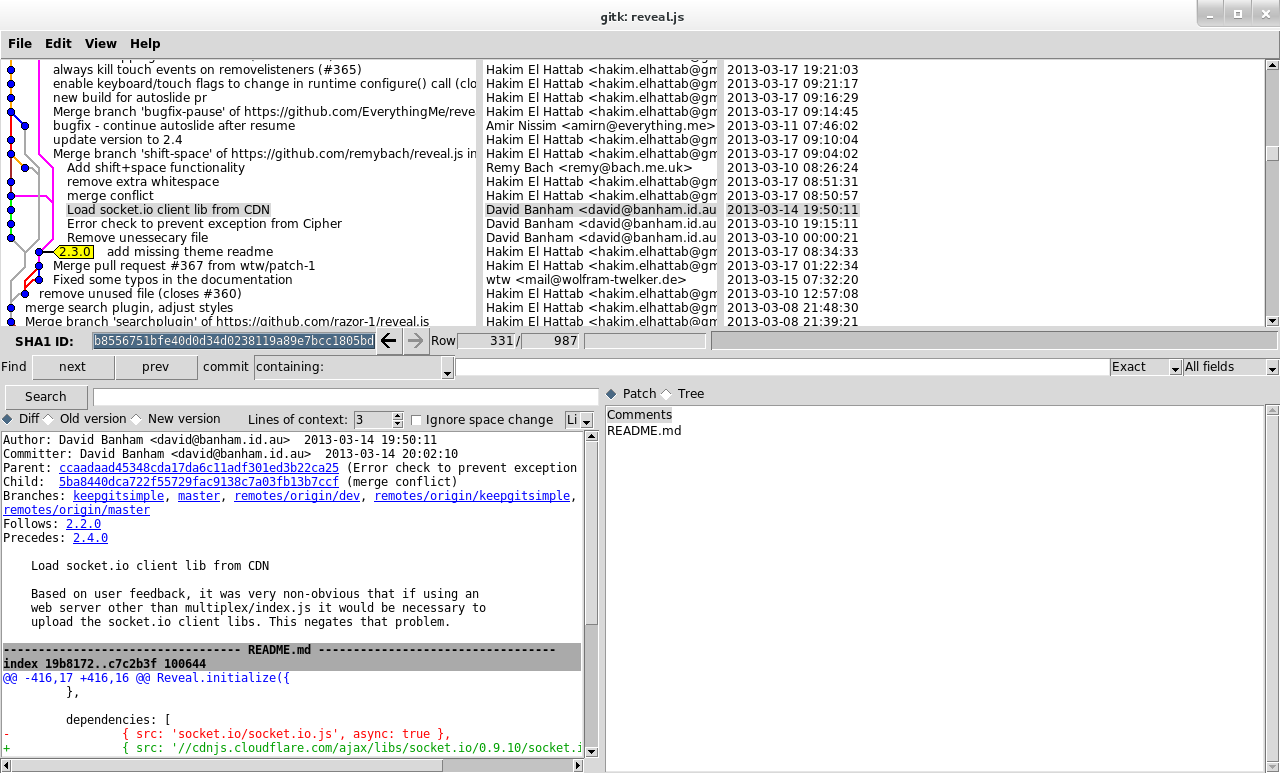 gitk: reveal.js
File Edit View Help
always kill touch events on removelisteners (#365) Hakim El Hattab <hakim.elhattab@gm 2013-03-17 19:21:03
enable keyboard/touch flags to change in runtime configure() call (clo Hakim El Hattab <hakim.elhattab@gm 2013-03-17 09:21:17
new build for autoslide pr Hakim El Hattab <hakim.elhattab@gm 2013-03-17 09:16:29
Merge branch 'bugfix-pause' of https://github.com/EverythingMe/reve Hakim El Hattab <hakim.elhattab@gm 2013-03-17 09:14:45
bugfix - continue autoslide after resume Amir Nissim <amirn@everything.me> 2013-03-11 07:46:02
update version to 2.4 Hakim El Hattab <hakim.elhattab@gm 2013-03-17 09:10:04
Merge branch 'shift-space' of https://github.com/remybach/reveal.js in Hakim El Hattab <hakim.elhattab@gm 2013-03-17 09:04:02
Add shift+space functionality Remy Bach <remy@bach.me.uk> 2013-03-10 08:26:24
remove extra whitespace Hakim El Hattab <hakim.elhattab@gm 2013-03-17 08:51:31
merge conflict Hakim El Hattab <hakim.elhattab@gm 2013-03-17 08:50:57
Load socket.io client lib from CDN David Banham <david@banham.id.au 2013-03-14 19:50:11
Error check to prevent exception from Cipher David Banham <david@banham.id.au 2013-03-10 19:15:11
Remove unessecary file David Banham <david@banham.id.au 2013-03-10 00:00:21
2.3.0 add missing theme readme Hakim El Hattab <hakim.elhattab@gm 2013-03-17 08:34:33
Merge pull request #367 from wtw/patch-1 Hakim El Hattab <hakim.elhattab@gm 2013-03-17 01:22:34
Fixed some typos in the documentation wtw <mail@wolfram-twelker.de> 2013-03-15 07:32:20
remove unused file (closes #360) Hakim El Hattab <hakim.elhattab@gm 2013-03-10 12:57:08
merge search plugin, adjust styles Hakim El Hattab <hakim.elhattab@gm 2013-03-08 21:48:30
Merge branch 'searchplugin' of https://github.com/razor-1/reveal.js Hakim El Hattab <hakim.elhattab@gm 2013-03-08 21:39:21
SHA1 ID: b8556751bfe40d0d34d0238119a89e7bcc1805bd Row 331 / 987
Find next prev commit containing: Exact All fields
Search Patch Tree
Diff Old version New version Lines of context: 3 Ignore space change Li
Comments
README.md
Author: David Banham <david@banham.id.au>  2013-03-14 19:50:11
Committer: David Banham <david@banham.id.au>  2013-03-14 20:02:10
Parent: ccaadaad45348cda17da6c11adf301ed3b22ca25 (Error check to prevent exception
Child:  5ba8440dca722f55729fac9138c7a03fb13b7ccf (merge conflict)
Branches: keepgitsimple, master, remotes/origin/dev, remotes/origin/keepgitsimple,
remotes/origin/master
Follows: 2.2.0
Precedes: 2.4.0
Load socket.io client lib from CDN
Based on user feedback, it was very non-obvious that if using an
web server other than multiplex/index.js it would be necessary to
upload the socket.io client libs. This negates that problem.
---------------------------------- README.md ----------------------------------
index 19b8172..c7c2b3f 100644
@@ -416,17 +416,16 @@ Reveal.initialize({
},
dependencies: [
- { src: 'socket.io/socket.io.js', async: true },
+ { src: '//cdnjs.cloudflare.com/ajax/libs/socket.io/0.9.10/socket.i